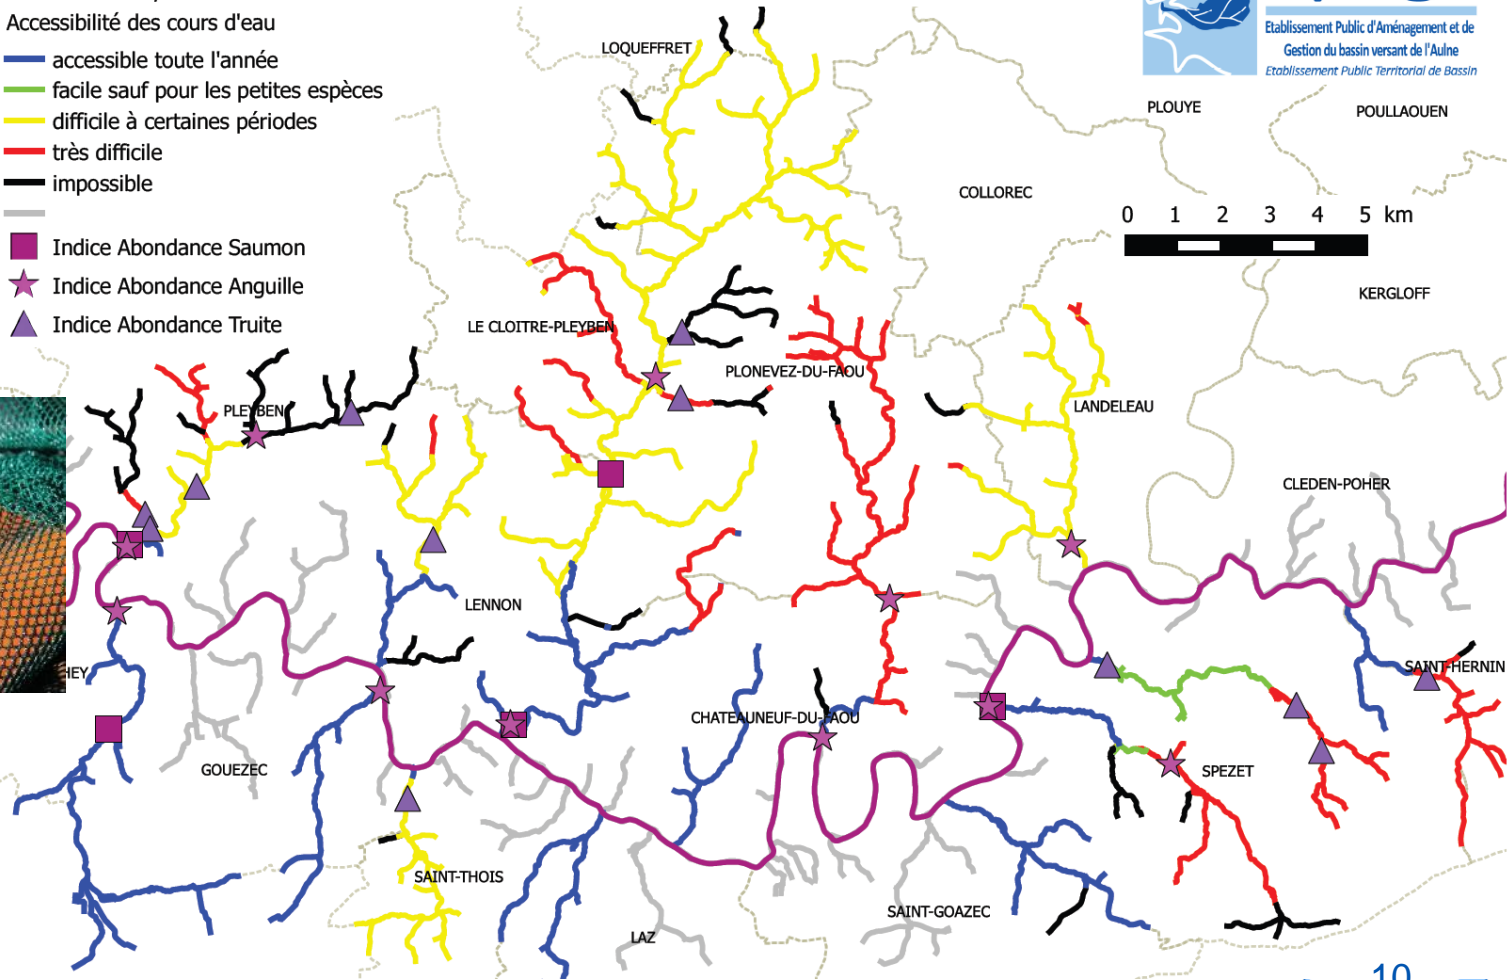 Accessibilité des cours d'eau
accessible toute l'année
facile sauf pour les petites espèces
difficile à certaines périodes
très difficile
impossible
Indice Abondance Saumon
Indice Abondance Anguille
Indice Abondance Truite
Etablissement Public d'Aménagement et de
Gestion du bassin versant de l'Aulne
Etablissement Public Territorial de Bassin
LOQUEFFRET
PLOUYE
POULLAOUEN
COLLOREC
0 1 2 3 4 5 km
KERGLOFF
LE CLOITRE-PLEYBEN
PLONEVEZ-DU-FAOU
PLEYBEN
LANDELEAU
CLEDEN-POHER
LENNON
HEY
SAINT-HERNIN
CHATEAUNEUF-DU-FAOU
GOUEZEC
SPEZET
SAINT-THOIS
SAINT-GOAZEC
LAZ
10